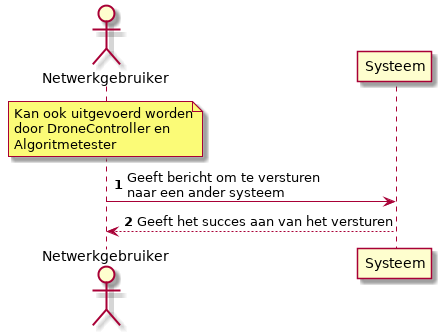 Netwerkgebruiker
Systeem
Kan ook uitgevoerd worden
door DroneController en
Algoritmetester
1 Geeft bericht om te versturen
naar een ander systeem
2 Geeft het succes aan van het versturen
Netwerkgebruiker
Systeem